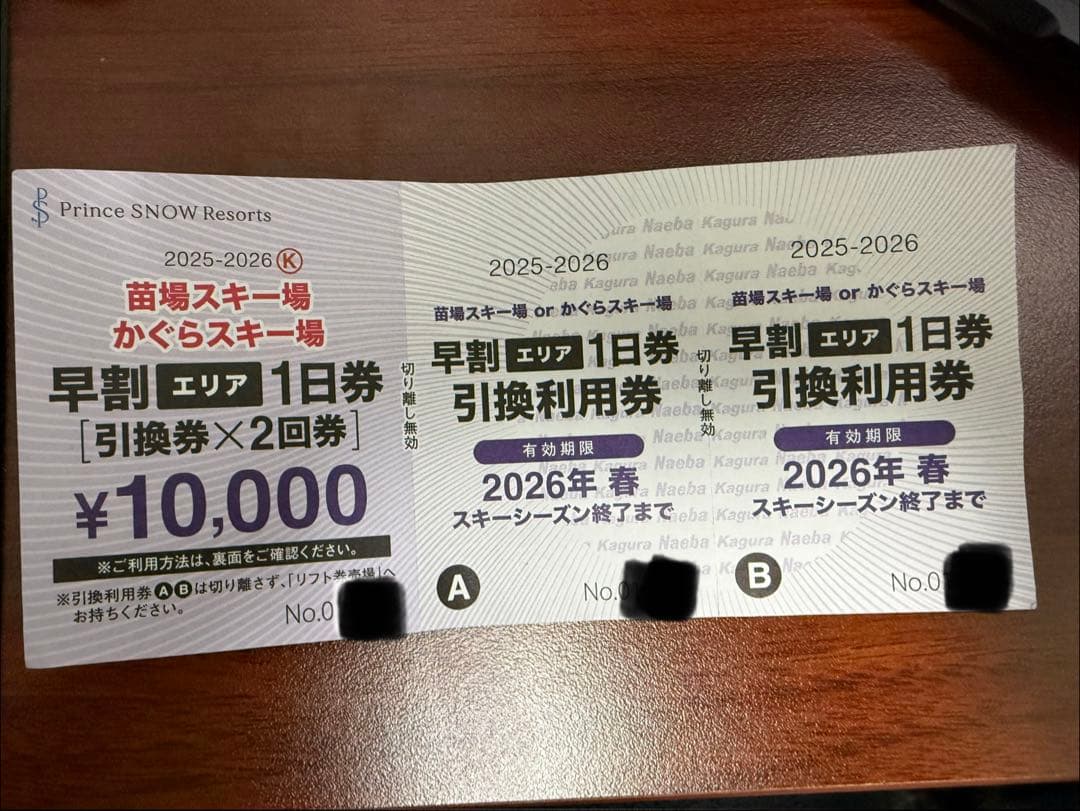 Prince SNOW Resorts
2025-2026 Ⓚ
苗場スキー場
かぐらスキー場
早割 エリア 1日券
[引換券×2回券]
¥10,000
※ご利用方法は、裏面をご確認ください。
※引換利用券ⒶⒷは切り離さず、「リフト券売場」へ
お持ちください。
No.0
切り離し無効
2025-2026
苗場スキー場 or かぐらスキー場
早割 エリア 1日券
引換利用券
有効期限
2026年 春
スキーシーズン終了まで
A
No.0
切り離し無効
2025-2026
苗場スキー場 or かぐらスキー場
早割 エリア 1日券
引換利用券
有効期限
2026年 春
スキーシーズン終了まで
B
No.0